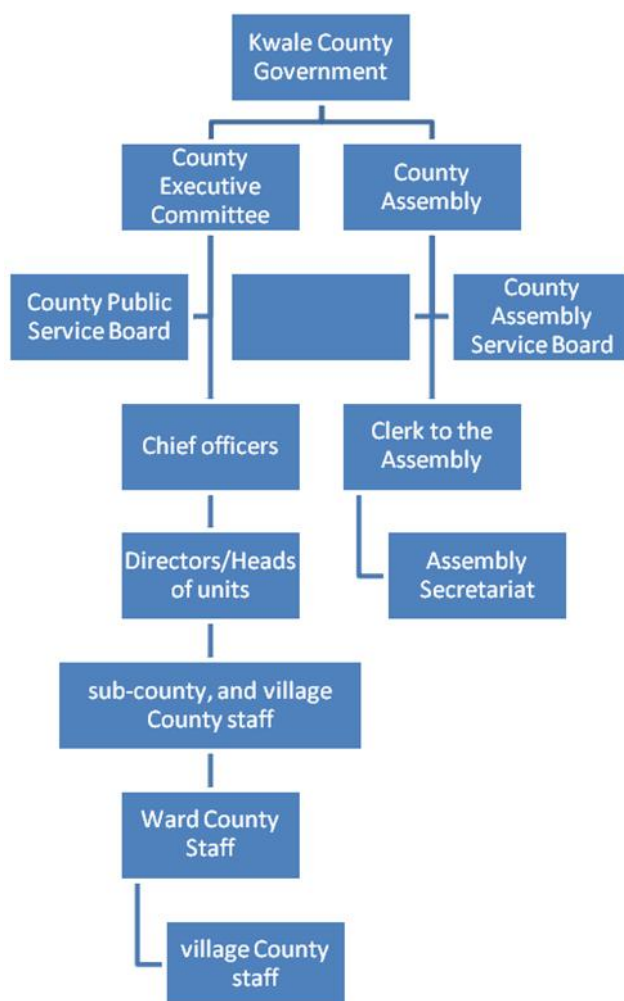 Kwale County
Government
County
Executive
Committee
County
Assembly
County Public
Service Board
County
Assembly
Service Board
Chief officers
Clerk to the
Assembly
Directors/Heads
of units
Assembly
Secretariat
sub-county, and village
County staff
Ward County
Staff
village County
staff